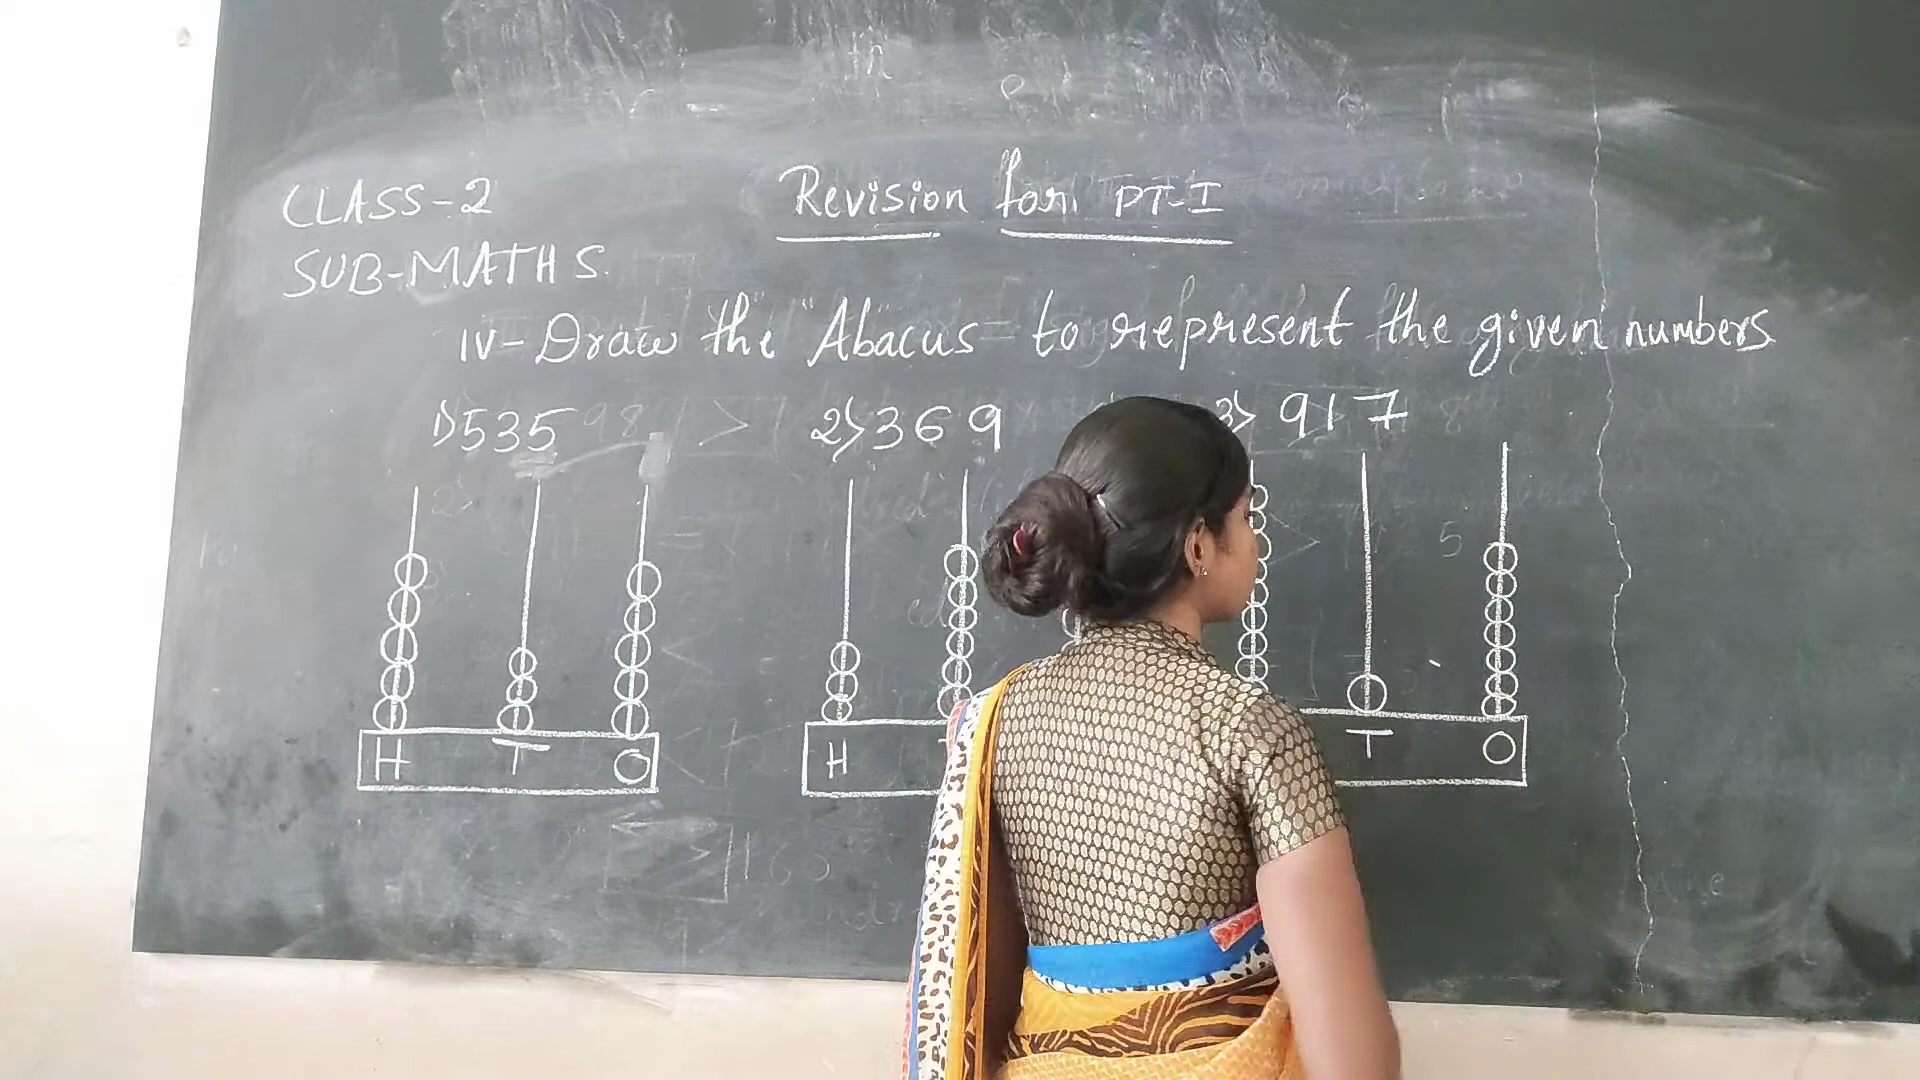 CLASS-2
Revision for PT-I
SUB-MATHS.
IV-Draw the "Abacus" to represent the given numbers
1) 535
2) 369
3) 917
H T O
H
T O